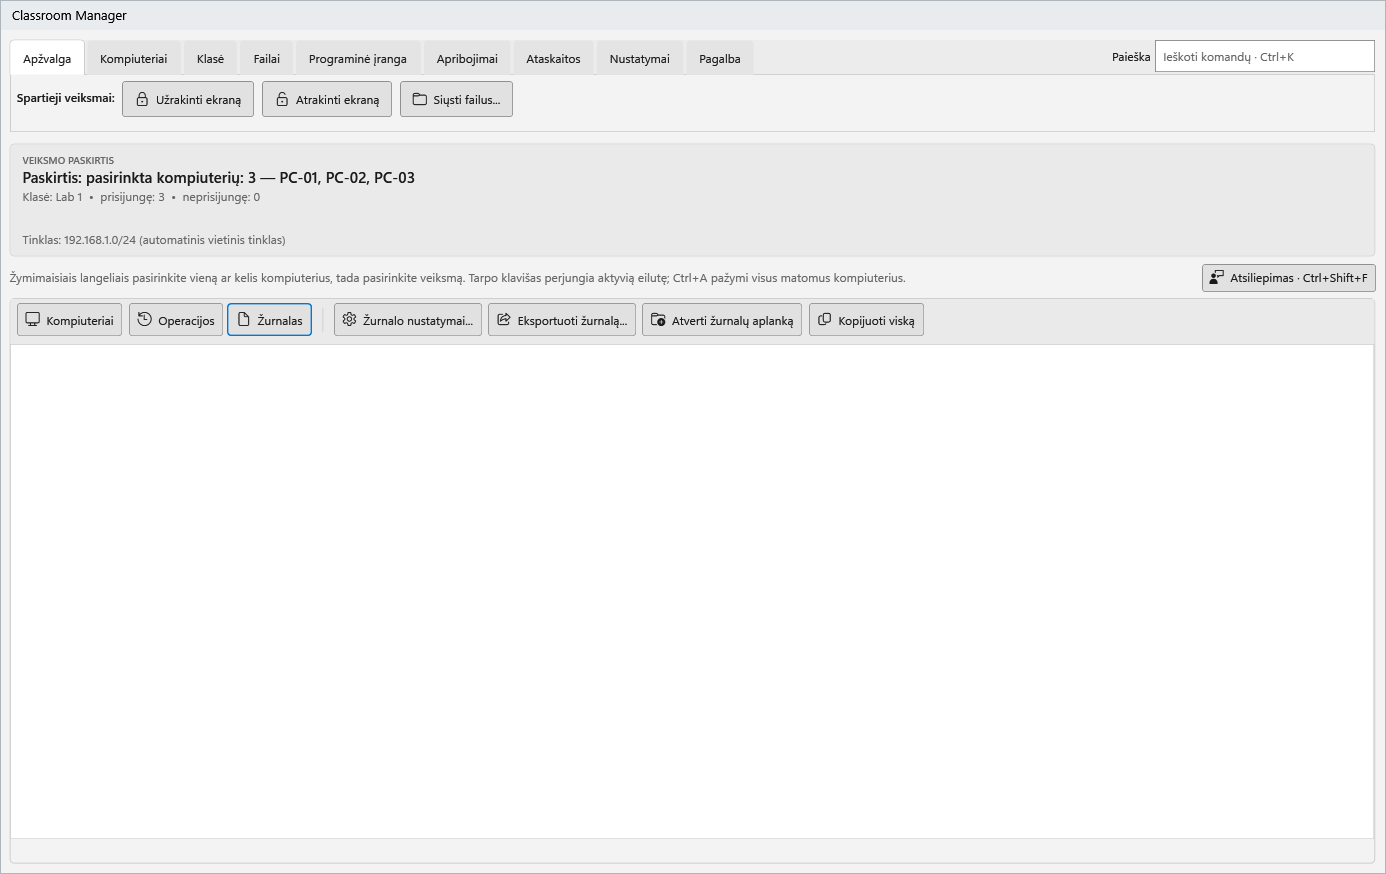 Classroom Manager
Apžvalga Kompiuteriai Klasė Failai Programinė įranga Apribojimai Ataskaitos Nustatymai Pagalba Paieška Ieškoti komandų · Ctrl+K
Spartieji veiksmai: Užrakinti ekraną Atrakinti ekraną Siųsti failus...
VEIKSMO PASKIRTIS
Paskirtis: pasirinkta kompiuterių: 3 — PC-01, PC-02, PC-03
Klasė: Lab 1 • prisijungę: 3 • neprisijungę: 0
Tinklas: 192.168.1.0/24 (automatinis vietinis tinklas)
Žymimaisiais langeliais pasirinkite vieną ar kelis kompiuterius, tada pasirinkite veiksmą. Tarpo klavišas perjungia aktyvią eilutę; Ctrl+A pažymi visus matomus kompiuterius. Atsiliepimas · Ctrl+Shift+F
Kompiuteriai Operacijos Žurnalas Žurnalo nustatymai... Eksportuoti žurnalą... Atverti žurnalų aplanką Kopijuoti viską